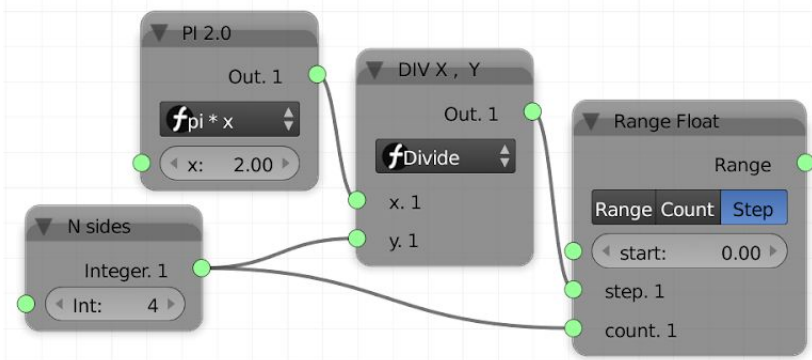 PI 2.0
Out. 1
pi * x
x: 2.00
N sides
Integer. 1
Int: 4
DIV X , Y
Out. 1
Divide
x. 1
y. 1
Range Float
Range
Range Count Step
start: 0.00
step. 1
count. 1